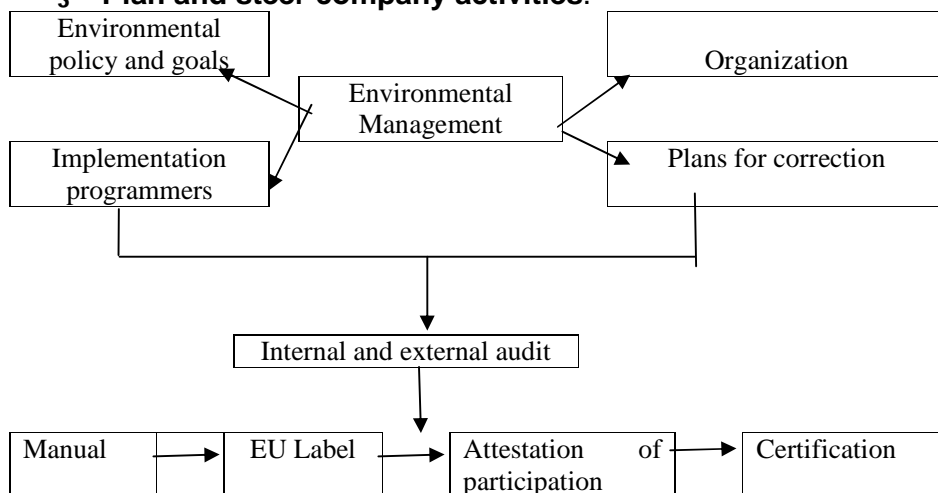 Plan and steer company activities.
Environmental
policy and goals
Organization
Environmental
Management
Implementation
programmers
Plans for correction
Internal and external audit
Manual
EU Label
Attestation of
participation
Certification